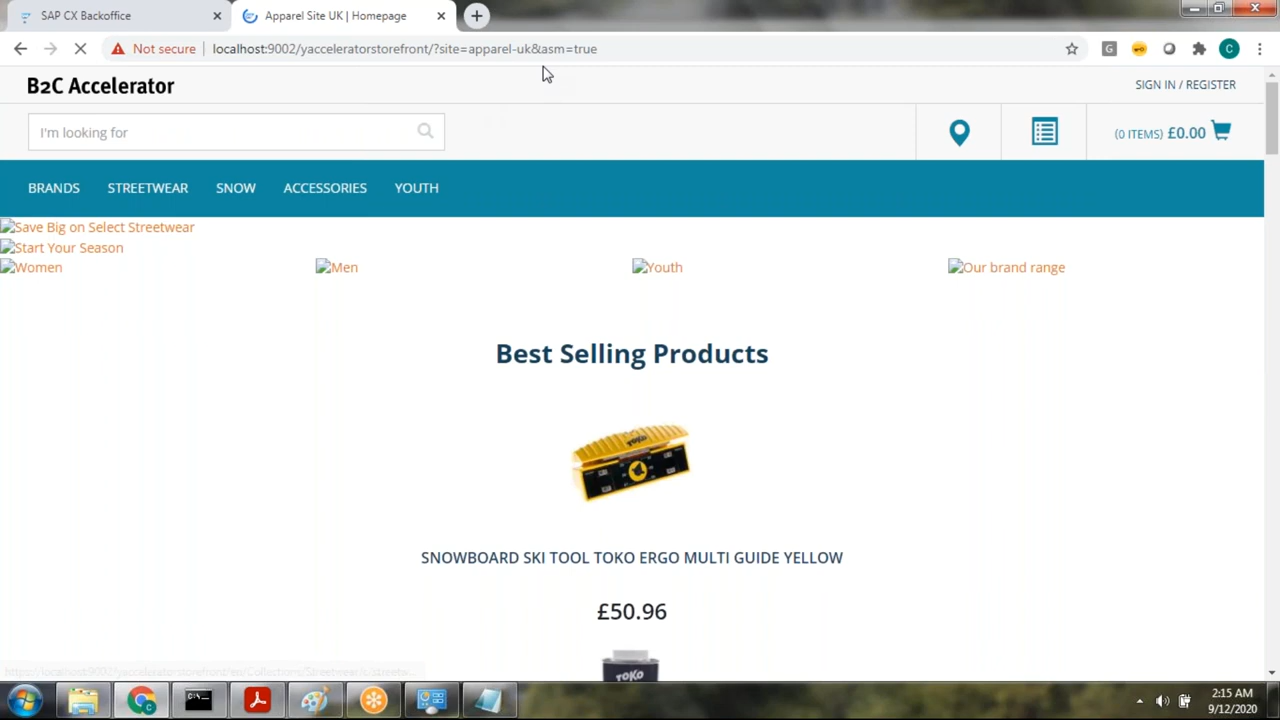 SAP CX Backoffice
Apparel Site UK | Homepage
Not secure
localhost:9002/yacceleratorstorefront/?site=apparel-uk&asm=true
C
B2C Accelerator
SIGN IN / REGISTER
I'm looking for
(0 ITEMS) £0.00
BRANDS STREETWEAR SNOW ACCESSORIES YOUTH
Save Big on Select Streetwear
Start Your Season
Women Men Youth Our brand range
Best Selling Products
TOKO
SNOWBOARD SKI TOOL TOKO ERGO MULTI GUIDE YELLOW
£50.96
TOKO
2:15 AM
9/12/2020